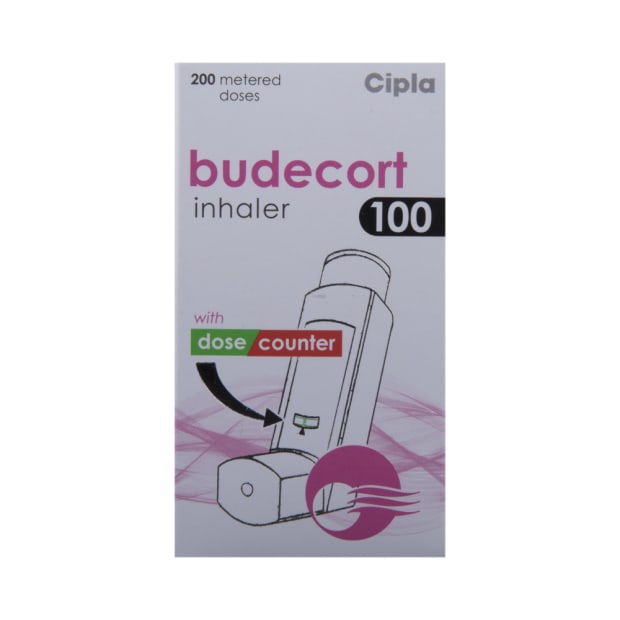 200 metered
doses
Cipla
budecort
inhaler
100
with
dose counter